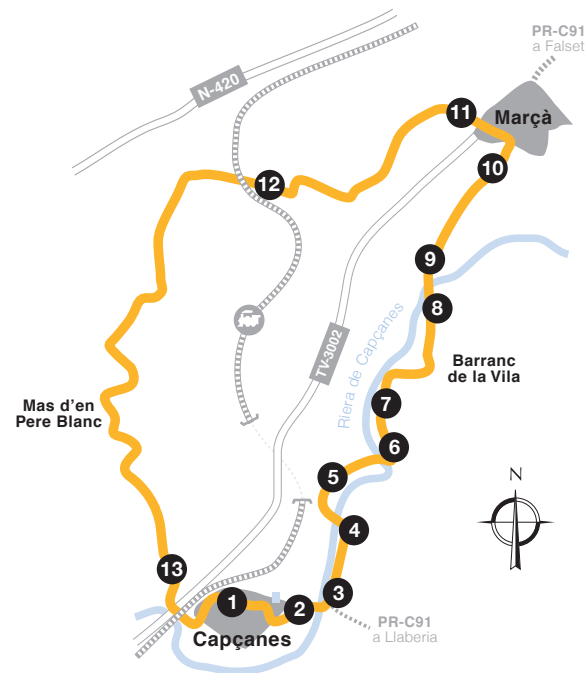 PR-C91
a Falset
N-420
11
Marçà
12
10
9
8
Riera de Capçanes
TV-3002
Barranc
de la Vila
Mas d'en
Pere Blanc
7
6
5
N
4
13
3
1
2
PR-C91
a Llaberia
Capçanes